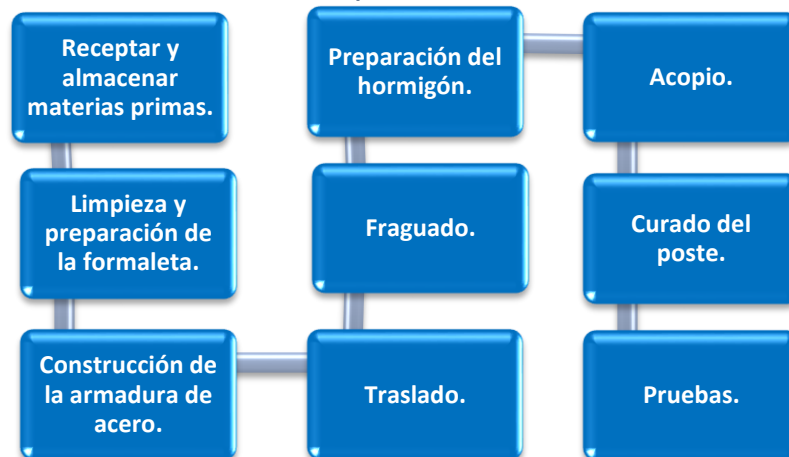 Receptar y
almacenar
materias primas.
Limpieza y
preparación de
la formaleta.
Construcción de
la armadura de
acero.
Traslado.
Fraguado.
Preparación del
hormigón.
Acopio.
Curado del
poste.
Pruebas.